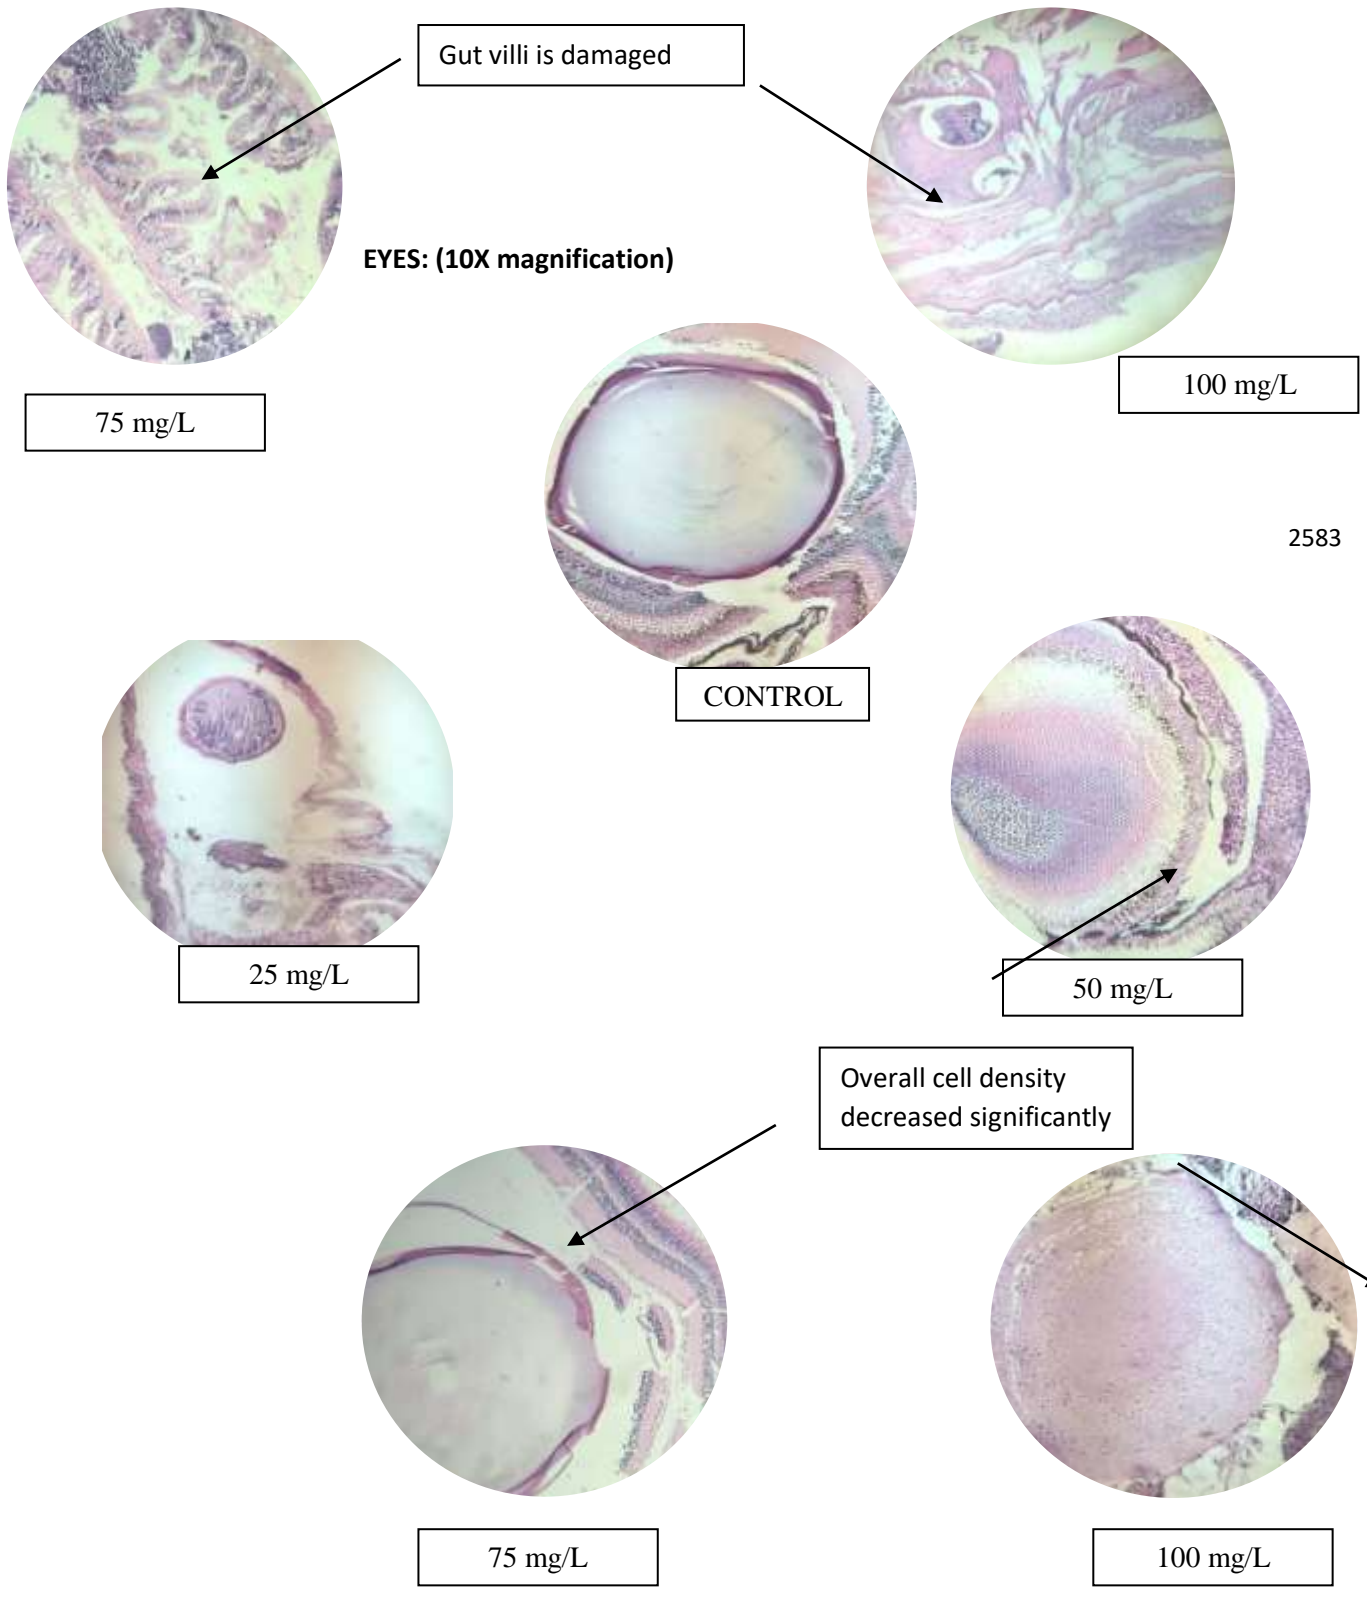 Gut villi is damaged
EYES: (10X magnification)
100 mg/L
75 mg/L
2583
CONTROL
25 mg/L
50 mg/L
Overall cell density
decreased significantly
75 mg/L
100 mg/L